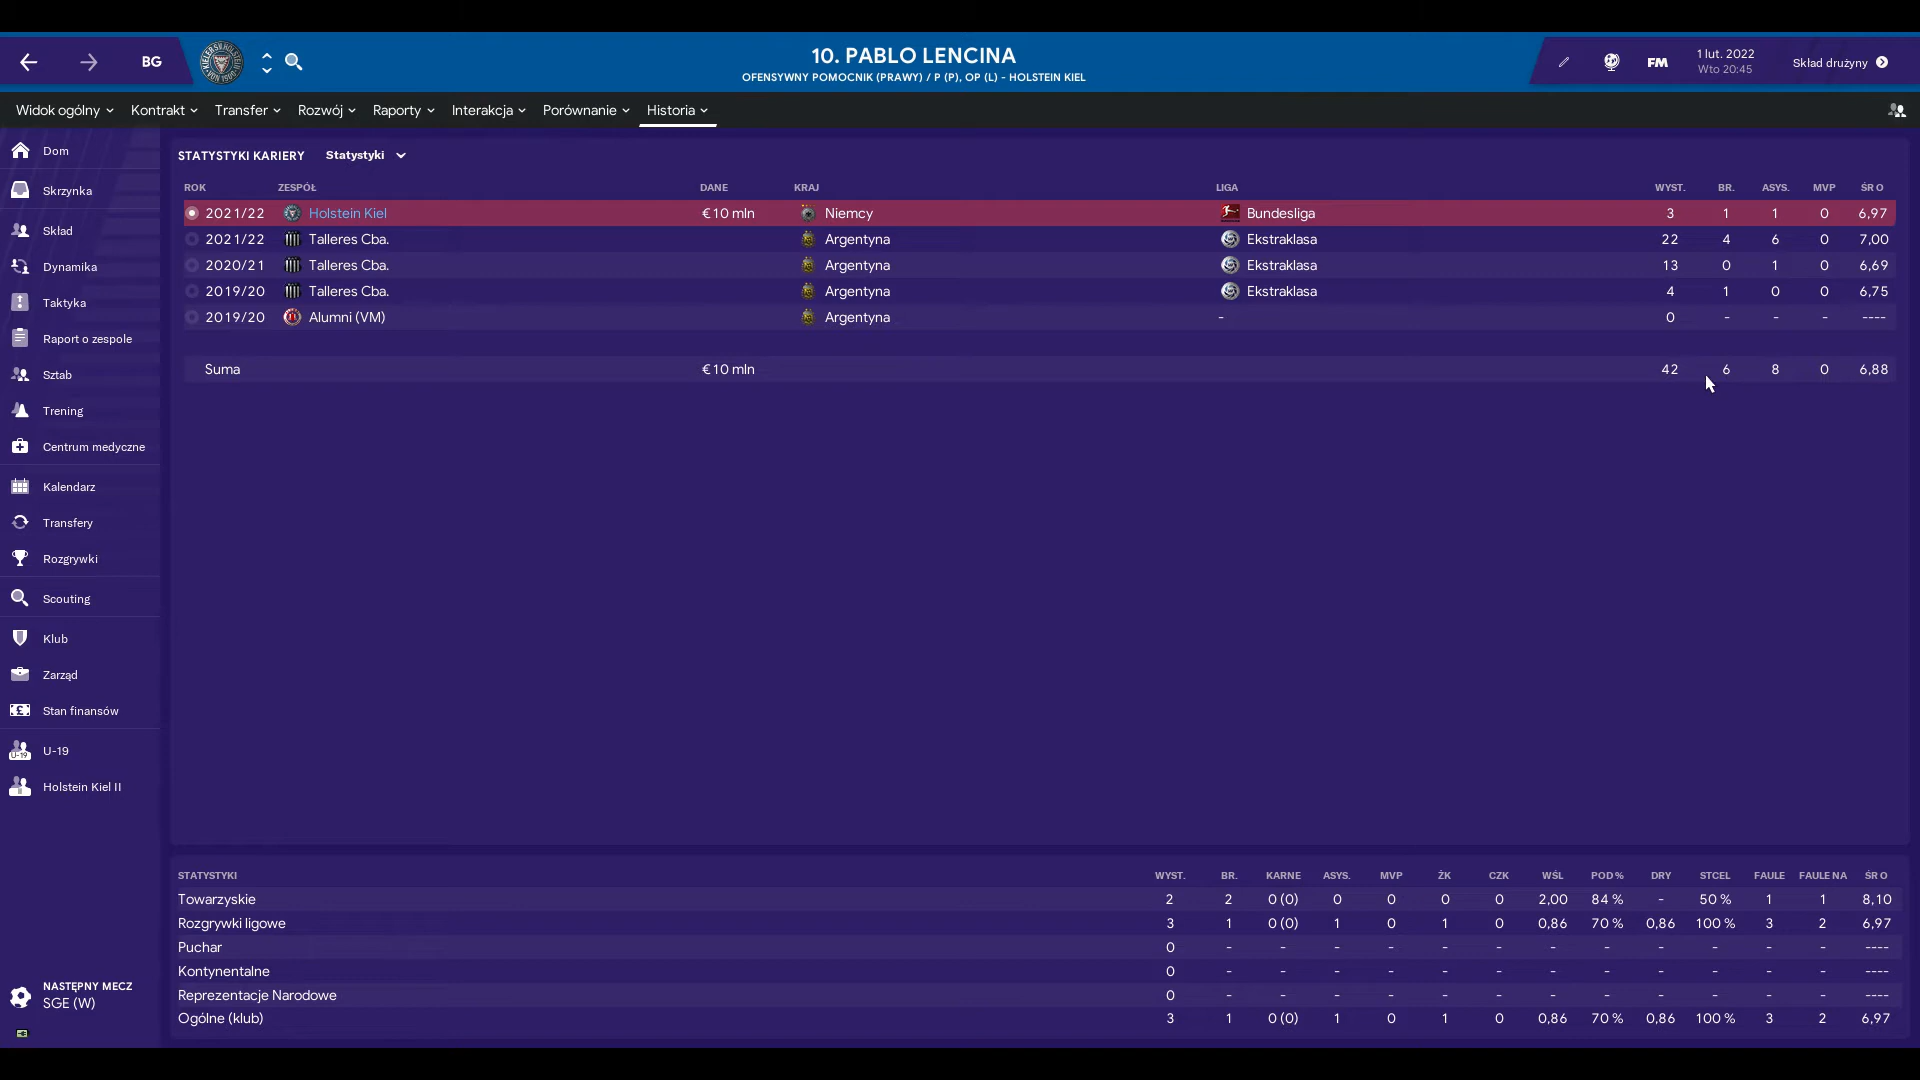 BG
10. PABLO LENCINA
OFENSYWNY POMOCNIK (PRAWY) / P (P), OP (L) - HOLSTEIN KIEL
FM
1 lut. 2022
Wto 20:45
Skład drużyny
Widok ogólny Kontrakt Transfer Rozwój Raporty Interakcja Porównanie Historia
Dom
Skrzynka
Skład
Dynamika
Taktyka
Raport o zespole
Sztab
Trening
Centrum medyczne
Kalendarz
Transfery
Rozgrywki
Scouting
Klub
Zarząd
Stan finansów
U-19
Holstein Kiel II
NASTĘPNY MECZ
SGE (W)
STATYSTYKI KARIERY Statystyki
ROK ZESPÓŁ DANE KRAJ LIGA WYST. BR. ASYS. MVP ŚR O
2021/22 Holstein Kiel €10 mln Niemcy Bundesliga 3 1 1 0 6,97
2021/22 Talleres Cba. Argentyna Ekstraklasa 22 4 6 0 7,00
2020/21 Talleres Cba. Argentyna Ekstraklasa 13 0 1 0 6,69
2019/20 Talleres Cba. Argentyna Ekstraklasa 4 1 0 0 6,75
2019/20 Alumni (VM) Argentyna - 0 - - - ----
Suma €10 mln 42 6 8 0 6,88
STATYSTYKI WYST. BR. KARNE ASYS. MVP ŻK CZK WŚL POD % DRY STCEL FAULE FAULE NA ŚR O
Towarzyskie 2 2 0 (0) 0 0 0 0 2,00 84 % - 50 % 1 1 8,10
Rozgrywki ligowe 3 1 0 (0) 1 0 1 0 0,86 70 % 0,86 100 % 3 2 6,97
Puchar 0 - - - - - - - - - - - - ----
Kontynentalne 0 - - - - - - - - - - - - ----
Reprezentacje Narodowe 0 - - - - - - - - - - - - ----
Ogólne (klub) 3 1 0 (0) 1 0 1 0 0,86 70 % 0,86 100 % 3 2 6,97